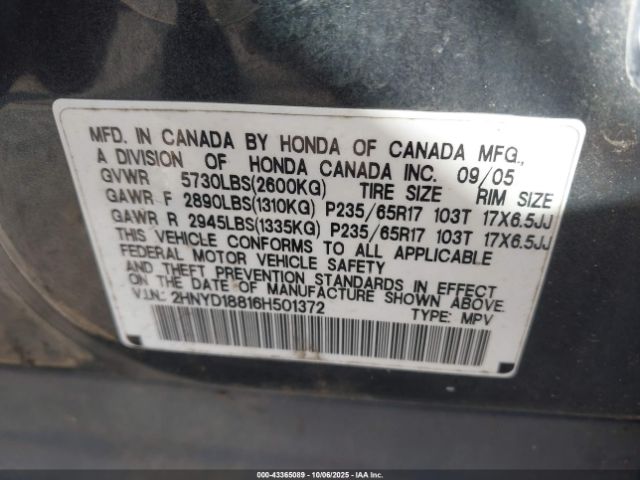 MFD. IN CANADA BY HONDA OF CANADA MFG.,
A DIVISION OF HONDA CANADA INC. 09/05
GVWR 5730LBS(2600KG) TIRE SIZE RIM SIZE
GAWR F 2890LBS(1310KG) P235/65R17 103T 17X6.5JJ
GAWR R 2945LBS(1335KG) P235/65R17 103T 17X6.5JJ
THIS VEHICLE CONFORMS TO ALL APPLICABLE
FEDERAL MOTOR VEHICLE SAFETY
AND THEFT PREVENTION STANDARDS IN EFFECT
ON THE DATE OF MANUFACTURE SHOWN ABOVE.
V.I.N.: 2HNYD18816H501372 TYPE: MPV
000-43365089 | 10/06/2025 | IAA Inc.